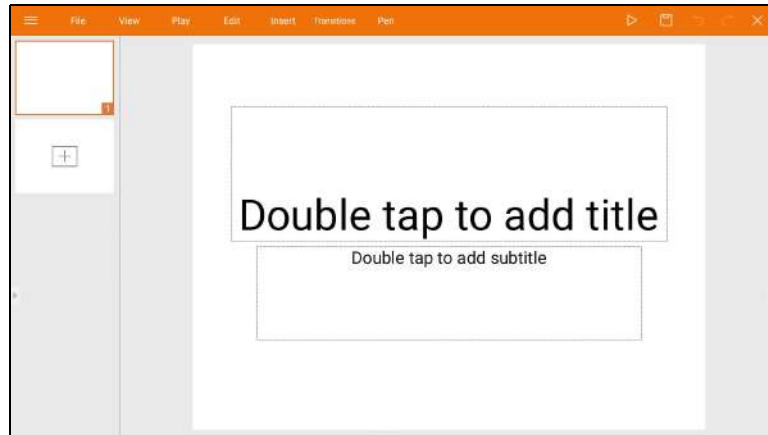 File View Play Edit Insert Transitions Pen
1
Double tap to add title
Double tap to add subtitle